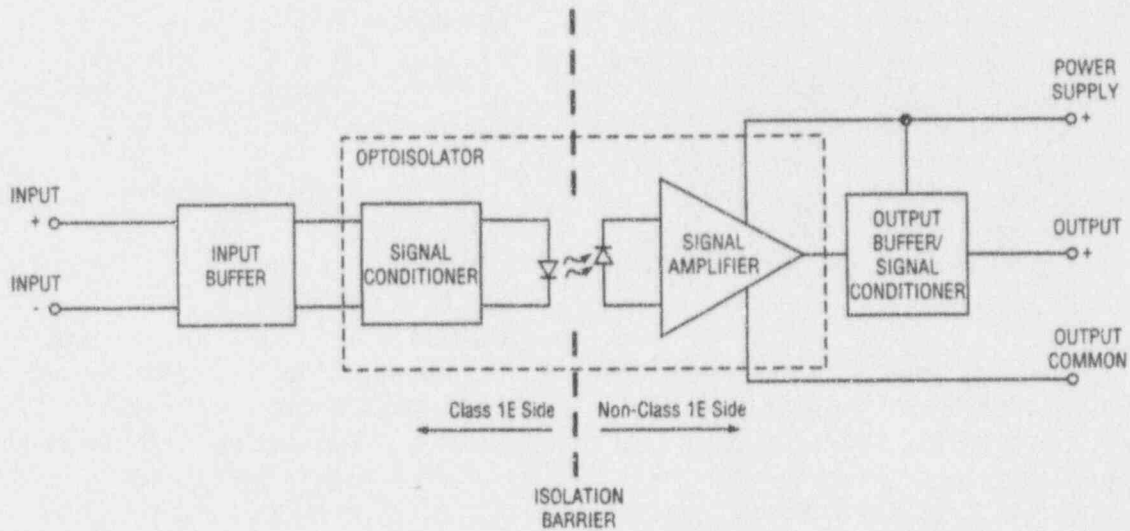 POWER
SUPPLY
+
OPTOISOLATOR
INPUT
+
INPUT
-
INPUT
BUFFER
SIGNAL
CONDITIONER
SIGNAL
AMPLIFIER
OUTPUT
BUFFER/
SIGNAL
CONDITIONER
OUTPUT
+
OUTPUT
COMMON
Class 1E Side
Non-Class 1E Side
ISOLATION
BARRIER